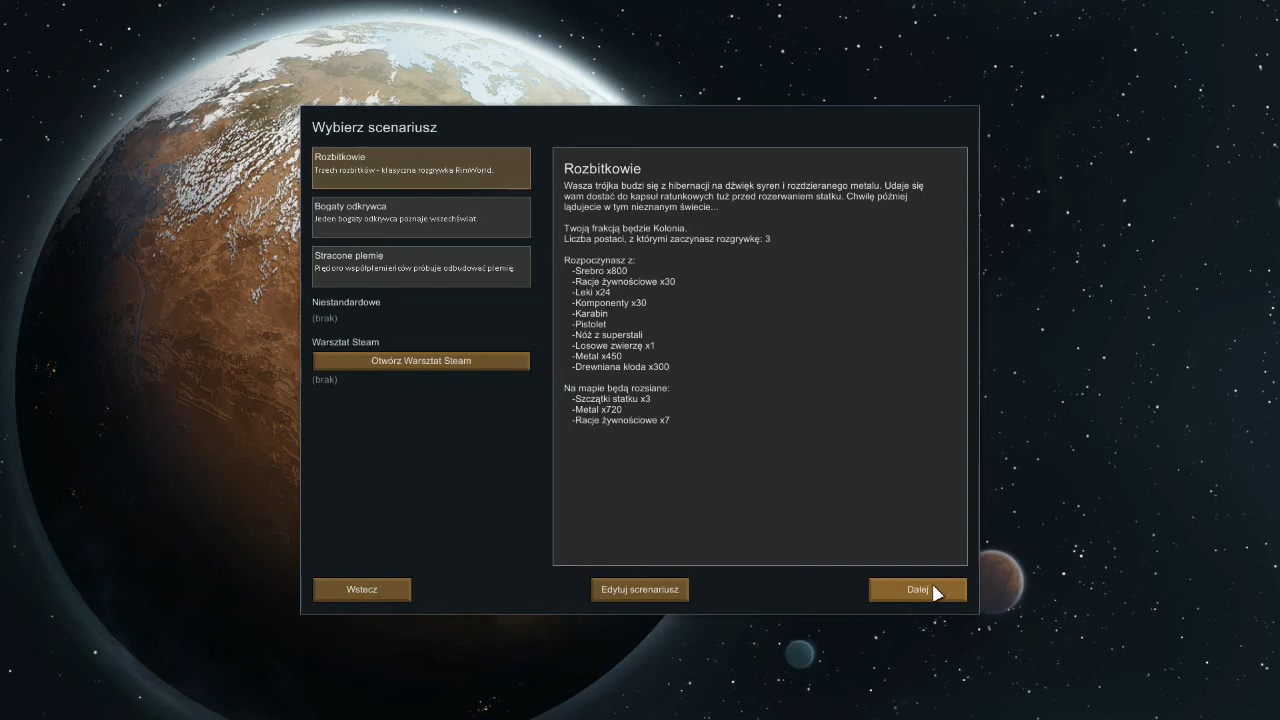 Wybierz scenariusz
Rozbitkowie
Trzech rozbitków - klasyczna rozgrywka RimWorld.
Bogaty odkrywca
Jeden bogaty odkrywca poznaje wszechświat.
Stracone plemię
Pięcioro współplemieńców próbuje odbudować plemię.
Niestandardowe
(brak)
Warsztat Steam
Otwórz Warsztat Steam
(brak)
Rozbitkowie
Wasza trójka budzi się z hibernacji na dźwięk syren i rozdzieranego metalu. Udaje się
wam dostać do kapsuł ratunkowych tuż przed rozerwaniem statku. Chwilę później
lądujecie w tym nieznanym świecie...
Twoją frakcją będzie Kolonia.
Liczba postaci, z którymi zaczynasz rozgrywkę: 3
Rozpoczynasz z:
-Srebro x800
-Racje żywnościowe x30
-Leki x24
-Komponenty x30
-Karabin
-Pistolet
-Nóż z superstali
-Losowe zwierzę x1
-Metal x450
-Drewniana kłoda x300
Na mapie będą rozsiane:
-Szczątki statku x3
-Metal x720
-Racje żywnościowe x7
Wstecz
Edytuj screnariusz
Dalej